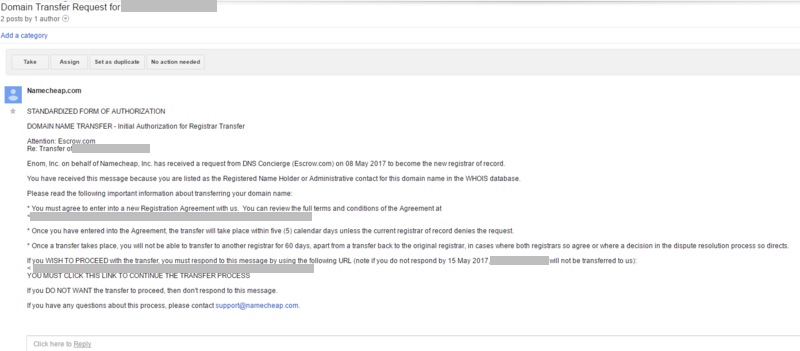 Domain Transfer Request for
2 posts by 1 author
Add a category
Take Assign Set as duplicate No action needed
Namecheap.com
STANDARDIZED FORM OF AUTHORIZATION
DOMAIN NAME TRANSFER - Initial Authorization for Registrar Transfer
Attention: Escrow.com
Re: Transfer of
Enom, Inc. on behalf of Namecheap, Inc. has received a request from DNS Concierge (Escrow.com) on 08 May 2017 to become the new registrar of record.
You have received this message because you are listed as the Registered Name Holder or Administrative contact for this domain name in the WHOIS database.
Please read the following important information about transferring your domain name:
* You must agree to enter into a new Registration Agreement with us. You can review the full terms and conditions of the Agreement at
<
* Once you have entered into the Agreement, the transfer will take place within five (5) calendar days unless the current registrar of record denies the request.
* Once a transfer takes place, you will not be able to transfer to another registrar for 60 days, apart from a transfer back to the original registrar, in cases where both registrars so agree or where a decision in the dispute resolution process so directs.
If you WISH TO PROCEED with the transfer, you must respond to this message by using the following URL (note if you do not respond by 15 May 2017, will not be transferred to us):
<
YOU MUST CLICK THIS LINK TO CONTINUE THE TRANSFER PROCESS
If you DO NOT WANT the transfer to proceed, then don't respond to this message.
If you have any questions about this process, please contact support@namecheap.com.
Click here to Reply